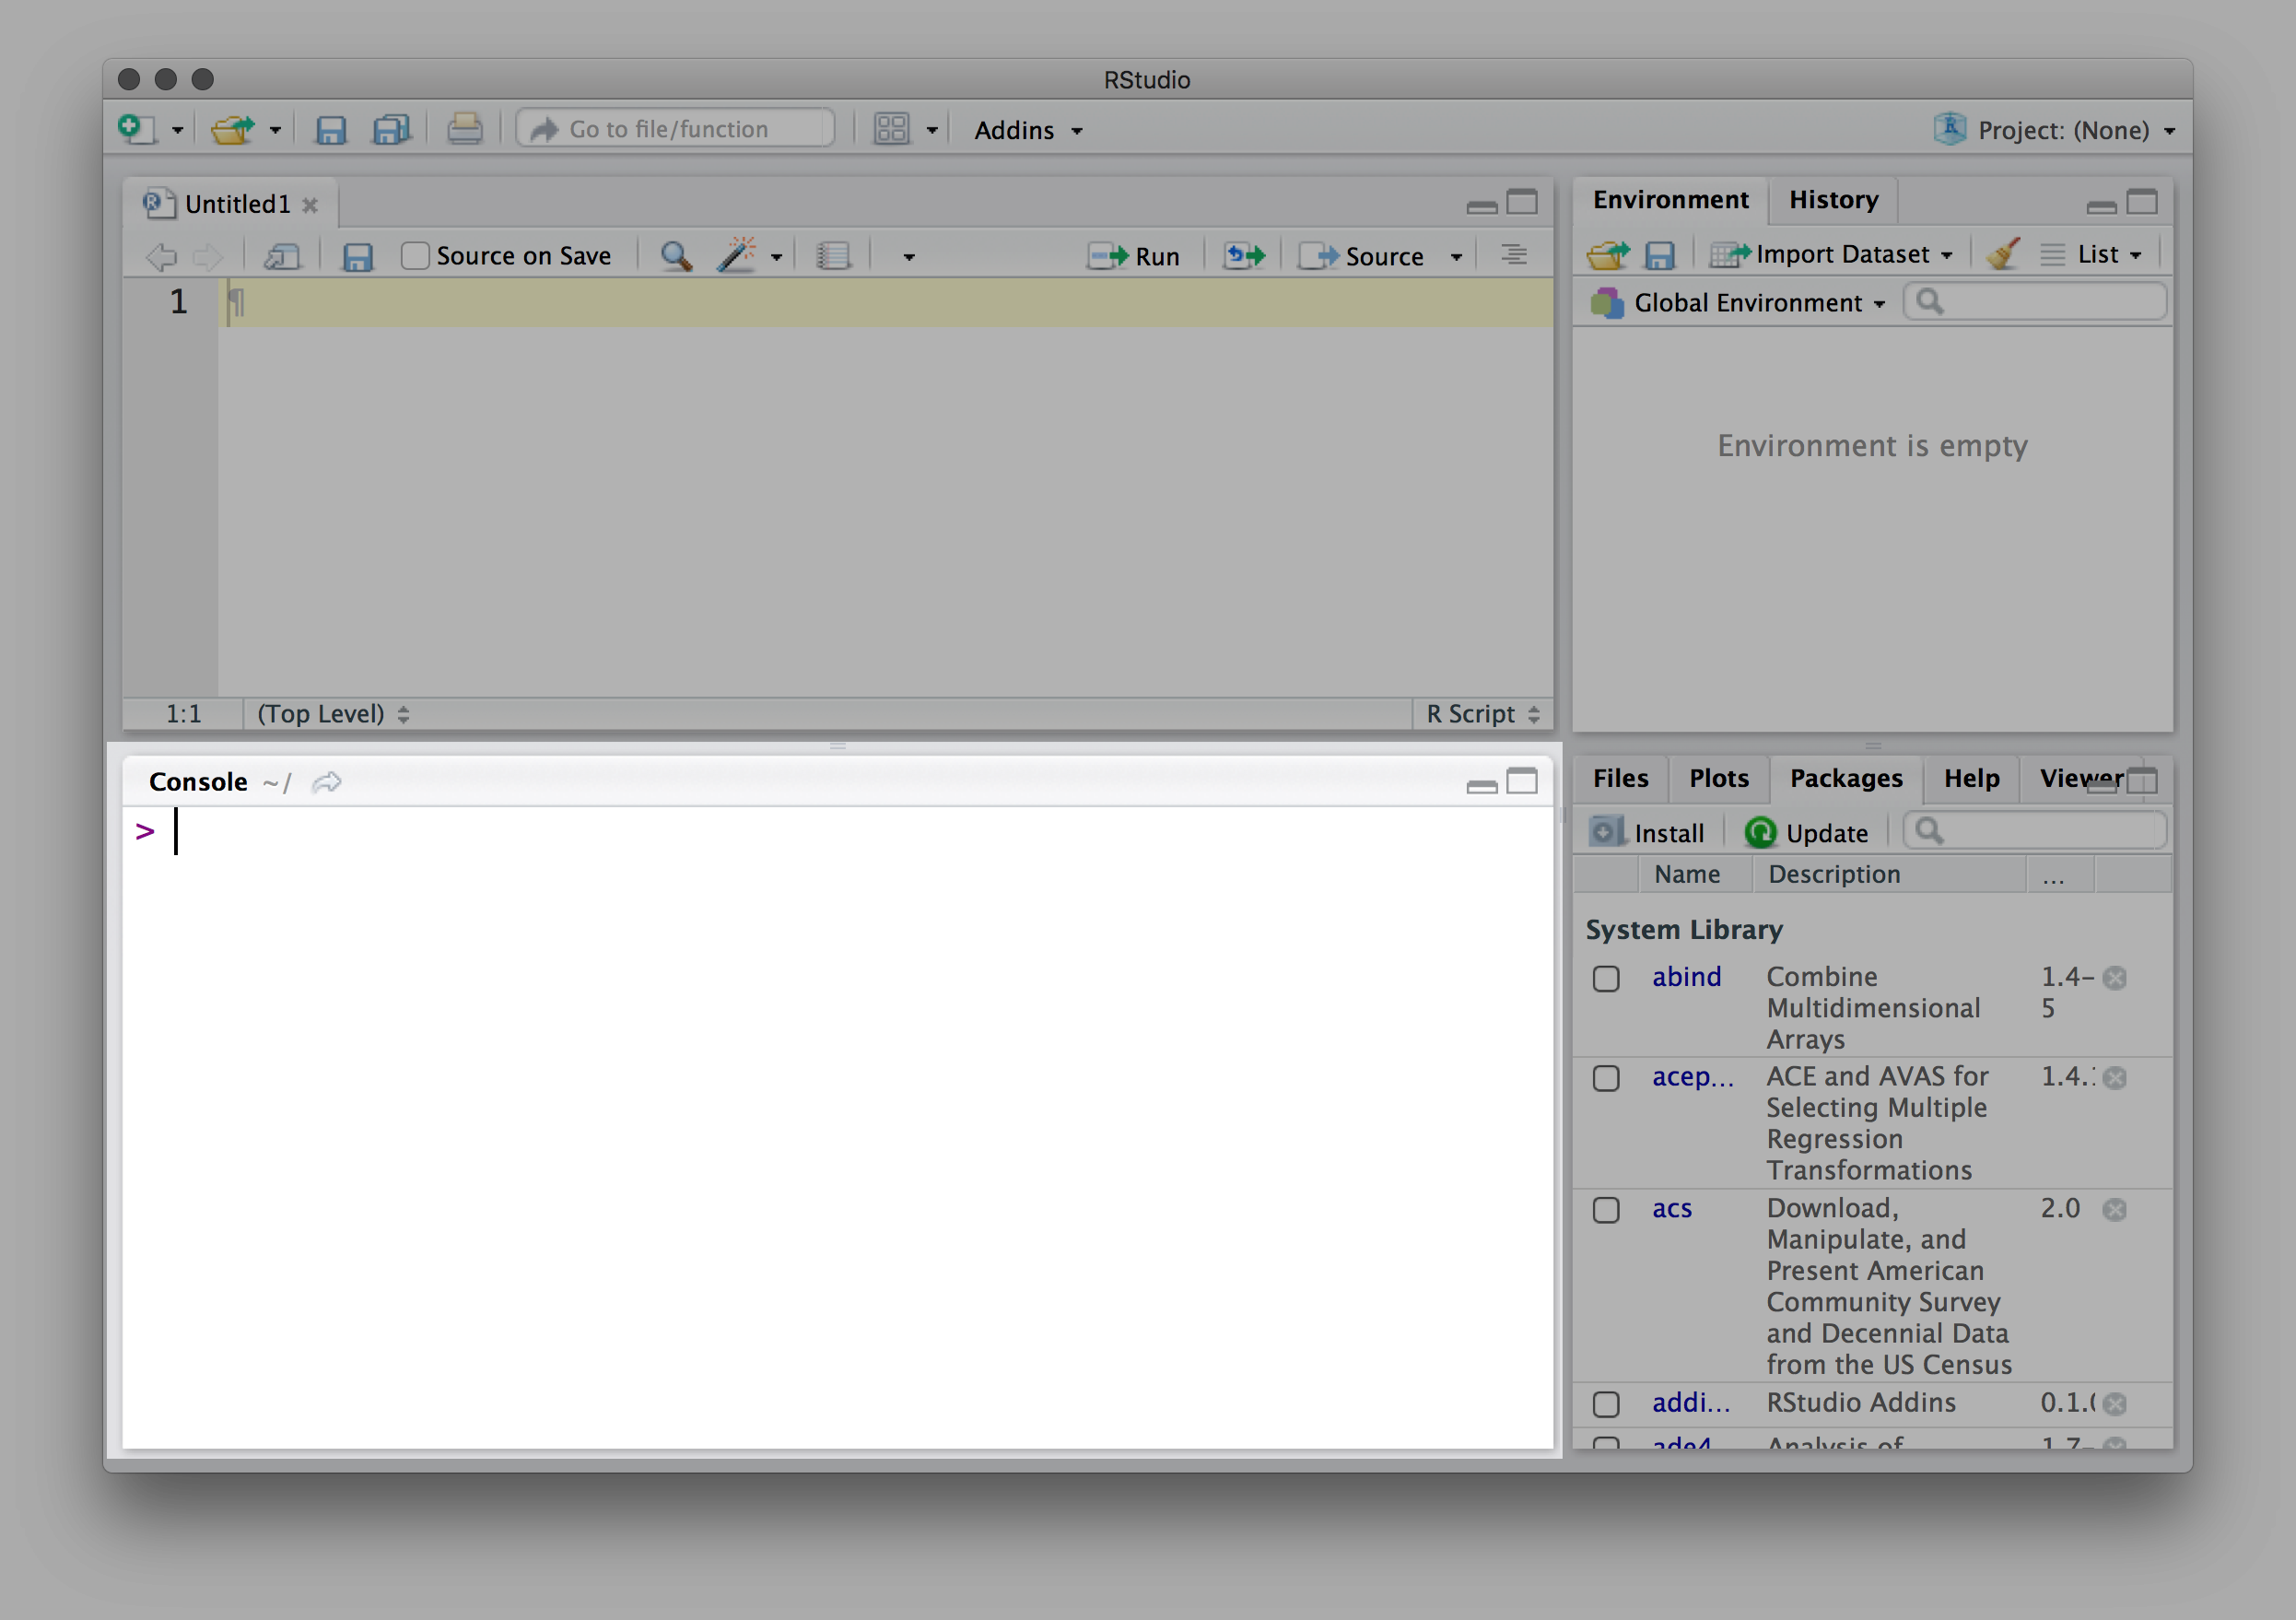 RStudio
Go to file/function
Addins
Project: (None)
Untitled1
Source on Save
Run
Source
1
¶
1:1 (Top Level)
R Script
Environment History
Import Dataset
List
Global Environment
Environment is empty
Console ~/
>
Files Plots Packages Help Viewer
Install Update
Name Description ...
System Library
abind Combine 1.4-
Multidimensional 5
Arrays
acep... ACE and AVAS for 1.4.
Selecting Multiple
Regression
Transformations
acs Download, 2.0
Manipulate, and
Present American
Community Survey
and Decennial Data
from the US Census
addi... RStudio Addins 0.1.
ade4 Analysis of 1.7-